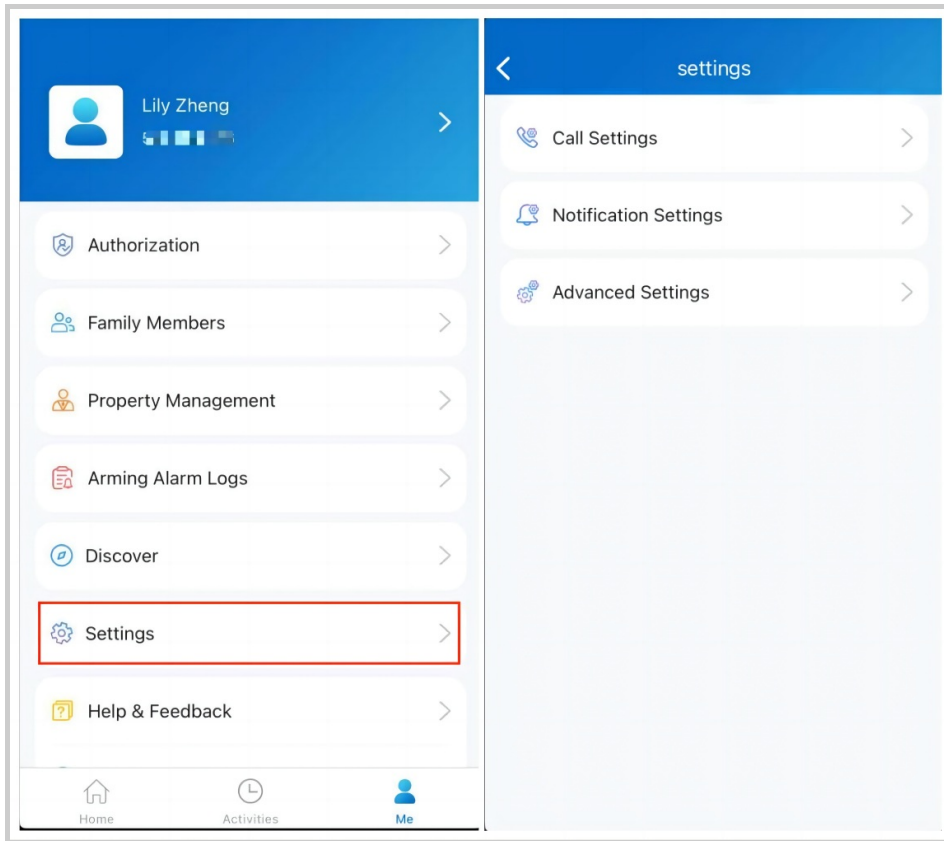 Lily Zheng
Authorization
Family Members
Property Management
Arming Alarm Logs
Discover
Settings
Help & Feedback
Home
Activities
Me
settings
Call Settings
Notification Settings
Advanced Settings